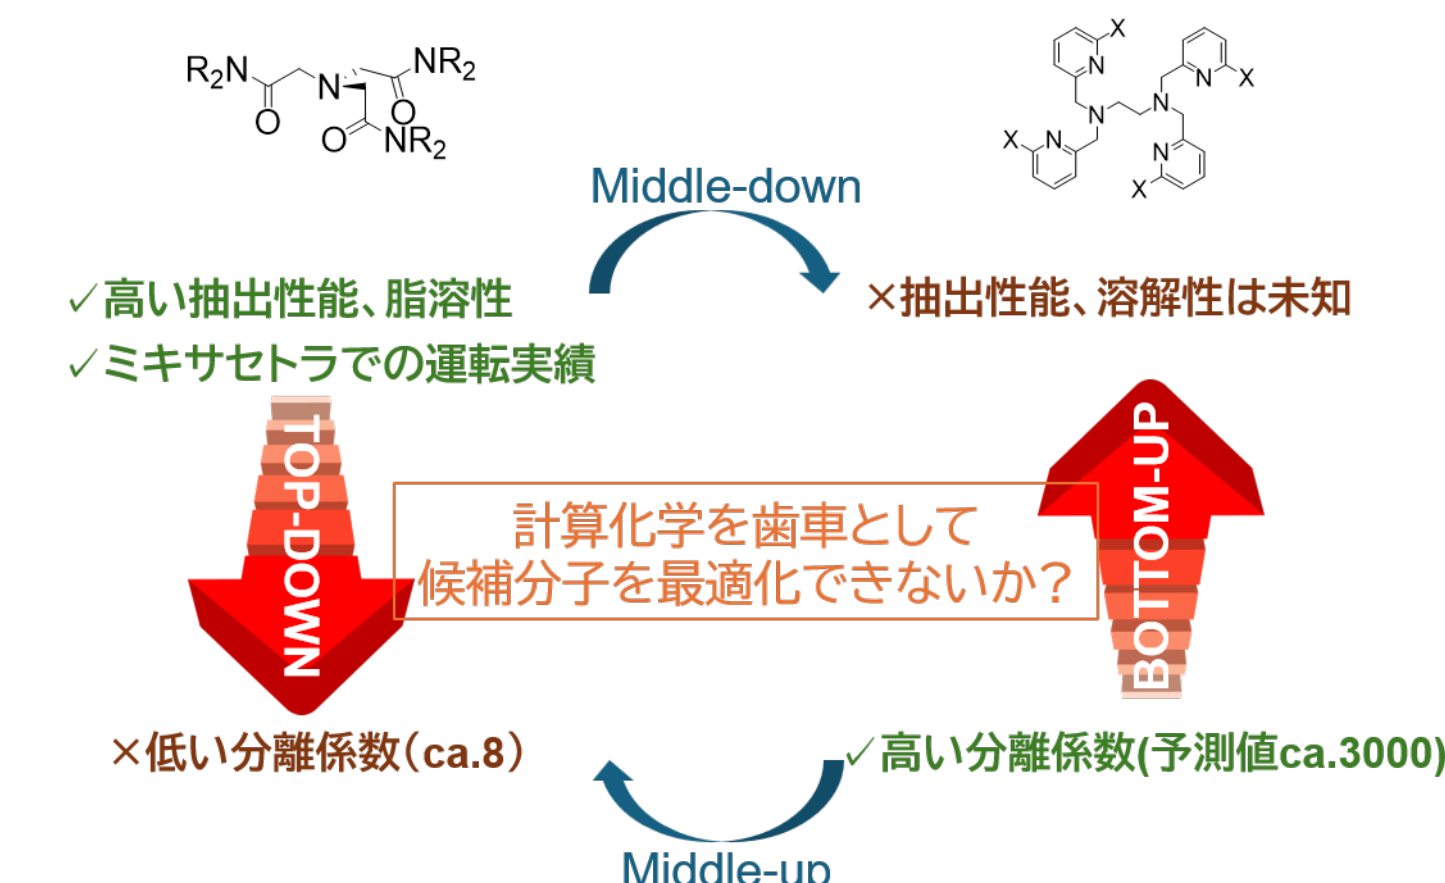 R2N
O
N
NR2
O
O
NR2
X
N
N
X
N
N
X
N
N
X
Middle-down
✓高い抽出性能、脂溶性
✓ミキサセトラでの運転実績
×抽出性能、溶解性は未知
TOP-DOWN
BOTTOM-UP
計算化学を歯車として
候補分子を最適化できないか？
×低い分離係数（ca.8）
✓高い分離係数(予測値ca.3000)
Middle-up